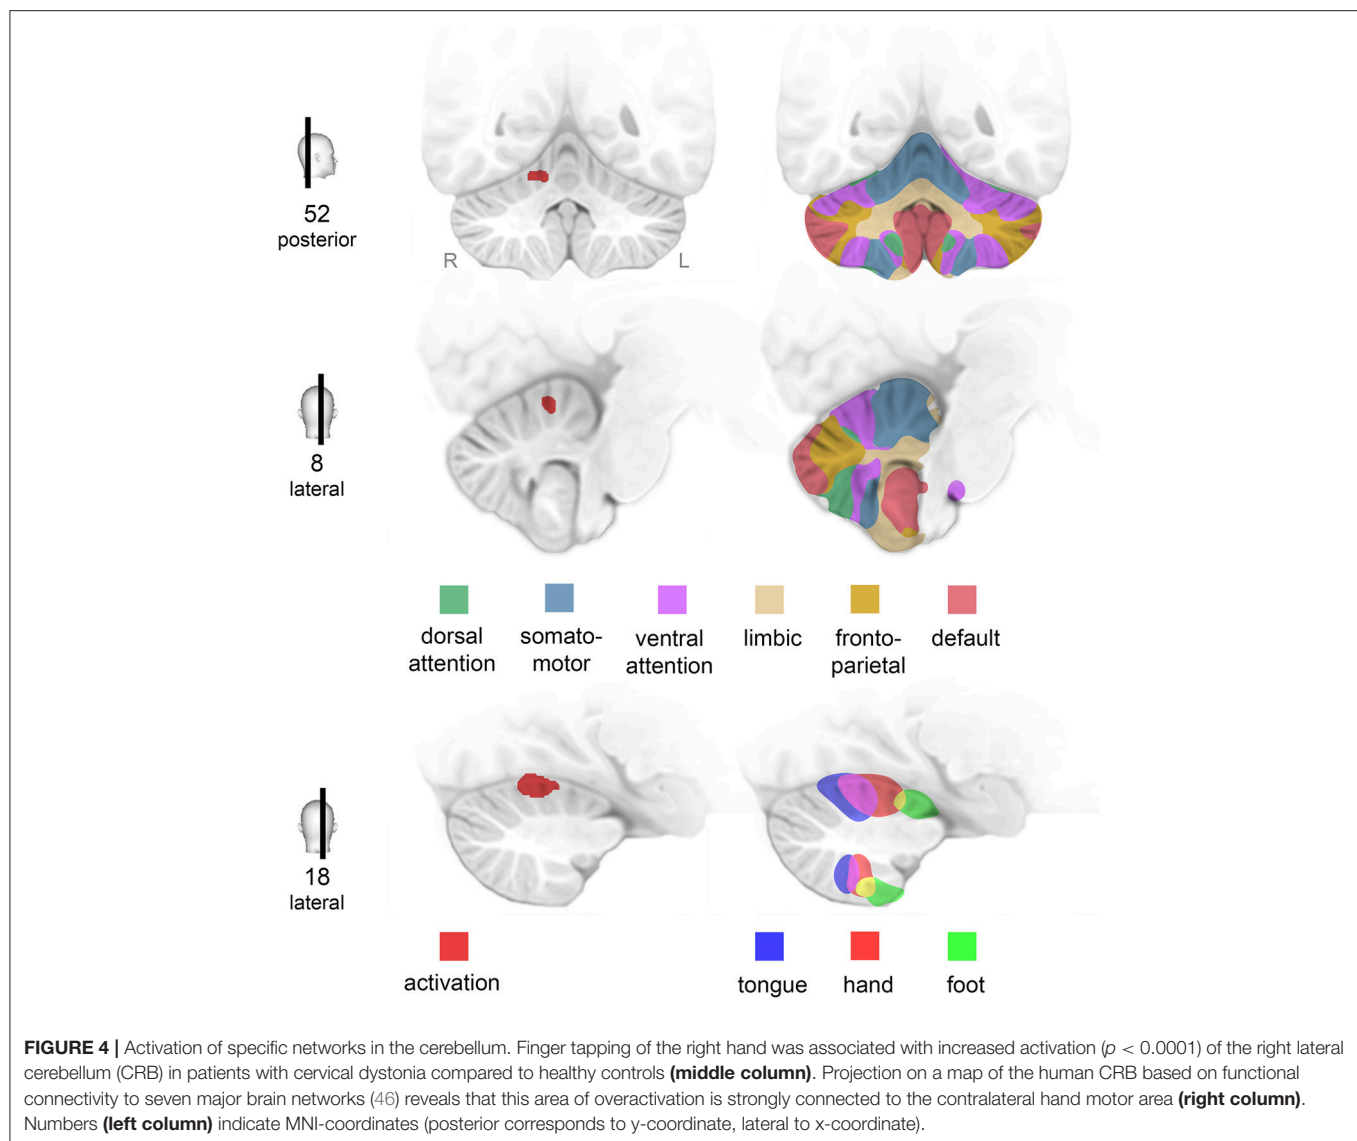 52
posterior
R
L
8
lateral
dorsal
attention
somato-
motor
ventral
attention
limbic
fronto-
parietal
default
18
lateral
activation
tongue
hand
foot
FIGURE 4 | Activation of specific networks in the cerebellum. Finger tapping of the right hand was associated with increased activation (p < 0.0001) of the right lateral
cerebellum (CRB) in patients with cervical dystonia compared to healthy controls (middle column). Projection on a map of the human CRB based on functional
connectivity to seven major brain networks (46) reveals that this area of overactivation is strongly connected to the contralateral hand motor area (right column).
Numbers (left column) indicate MNI-coordinates (posterior corresponds to y-coordinate, lateral to x-coordinate).